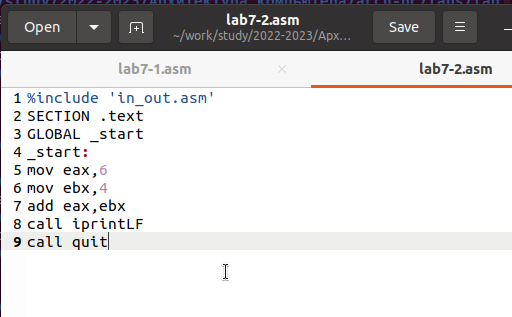 Open
lab7-2.asm
~/work/study/2022-2023/Арх...
Save
lab7-1.asm
lab7-2.asm
1 %include 'in_out.asm'
2 SECTION .text
3 GLOBAL _start
4 _start:
5 mov eax,6
6 mov ebx,4
7 add eax,ebx
8 call iprintLF
9 call quit